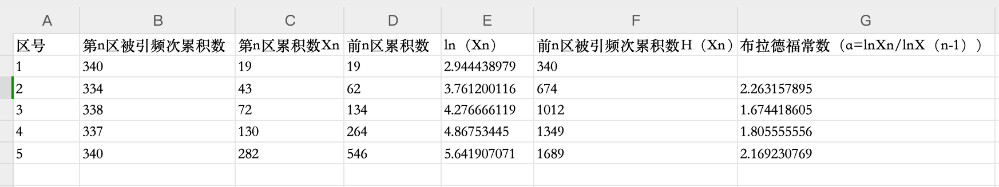 A B C D E F G
区号 第n区被引频次累积数 第n区累积数Xn 前n区累积数 ln（Xn） 前n区被引频次累积数H（Xn） 布拉德福常数（α=lnXn/lnX（n-1））
1 340 19 19 2.944438979 340
2 334 43 62 3.761200116 674 2.263157895
3 338 72 134 4.276666119 1012 1.674418605
4 337 130 264 4.86753445 1349 1.805555556
5 340 282 546 5.641907071 1689 2.169230769